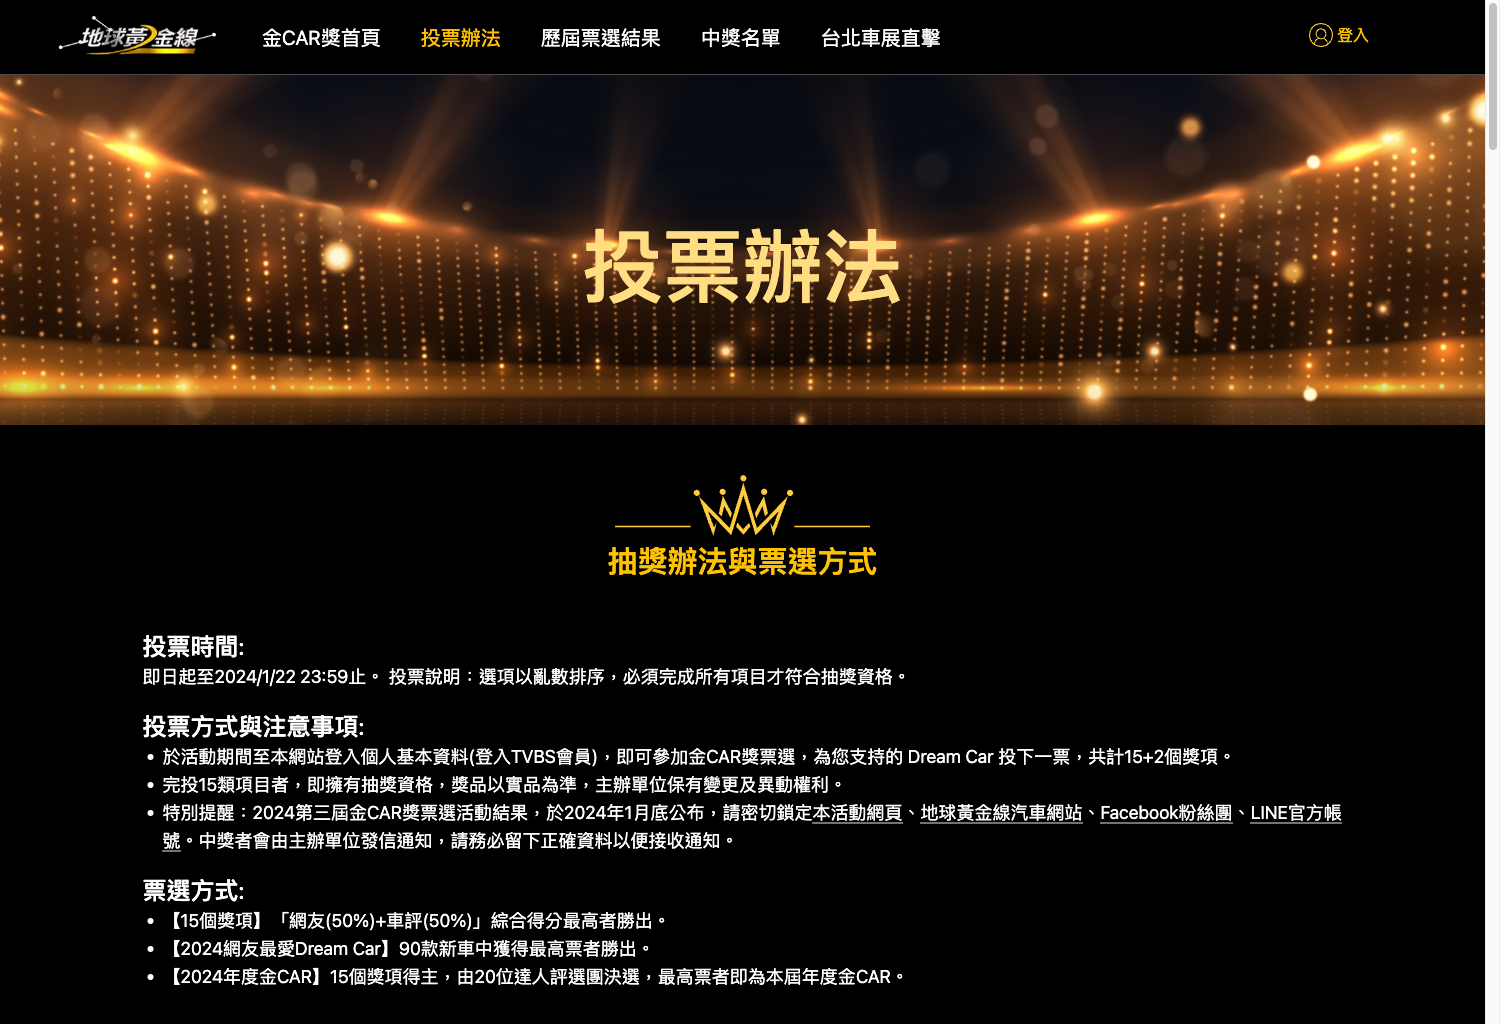 地球黃金線
金CAR獎首頁
投票辦法
歷屆票選結果
中獎名單
台北車展直擊
登入
投票辦法
抽獎辦法與票選方式
投票時間:
即日起至2024/1/22 23:59止。 投票說明：選項以亂數排序，必須完成所有項目才符合抽獎資格。
投票方式與注意事項:
• 於活動期間至本網站登入個人基本資料(登入TVBS會員)，即可參加金CAR獎票選，為您支持的 Dream Car 投下一票，共計15+2個獎項。
• 完投15類項目者，即擁有抽獎資格，獎品以實品為準，主辦單位保有變更及異動權利。
• 特別提醒：2024第三屆金CAR獎票選活動結果，於2024年1月底公布，請密切鎖定本活動網頁、地球黃金線汽車網站、Facebook粉絲團、LINE官方帳
號。中獎者會由主辦單位發信通知，請務必留下正確資料以便接收通知。
票選方式:
• 【15個獎項】「網友(50%)+車評(50%)」綜合得分最高者勝出。
• 【2024網友最愛Dream Car】90款新車中獲得最高票者勝出。
• 【2024年度金CAR】15個獎項得主，由20位達人評選團決選，最高票者即為本屆年度金CAR。